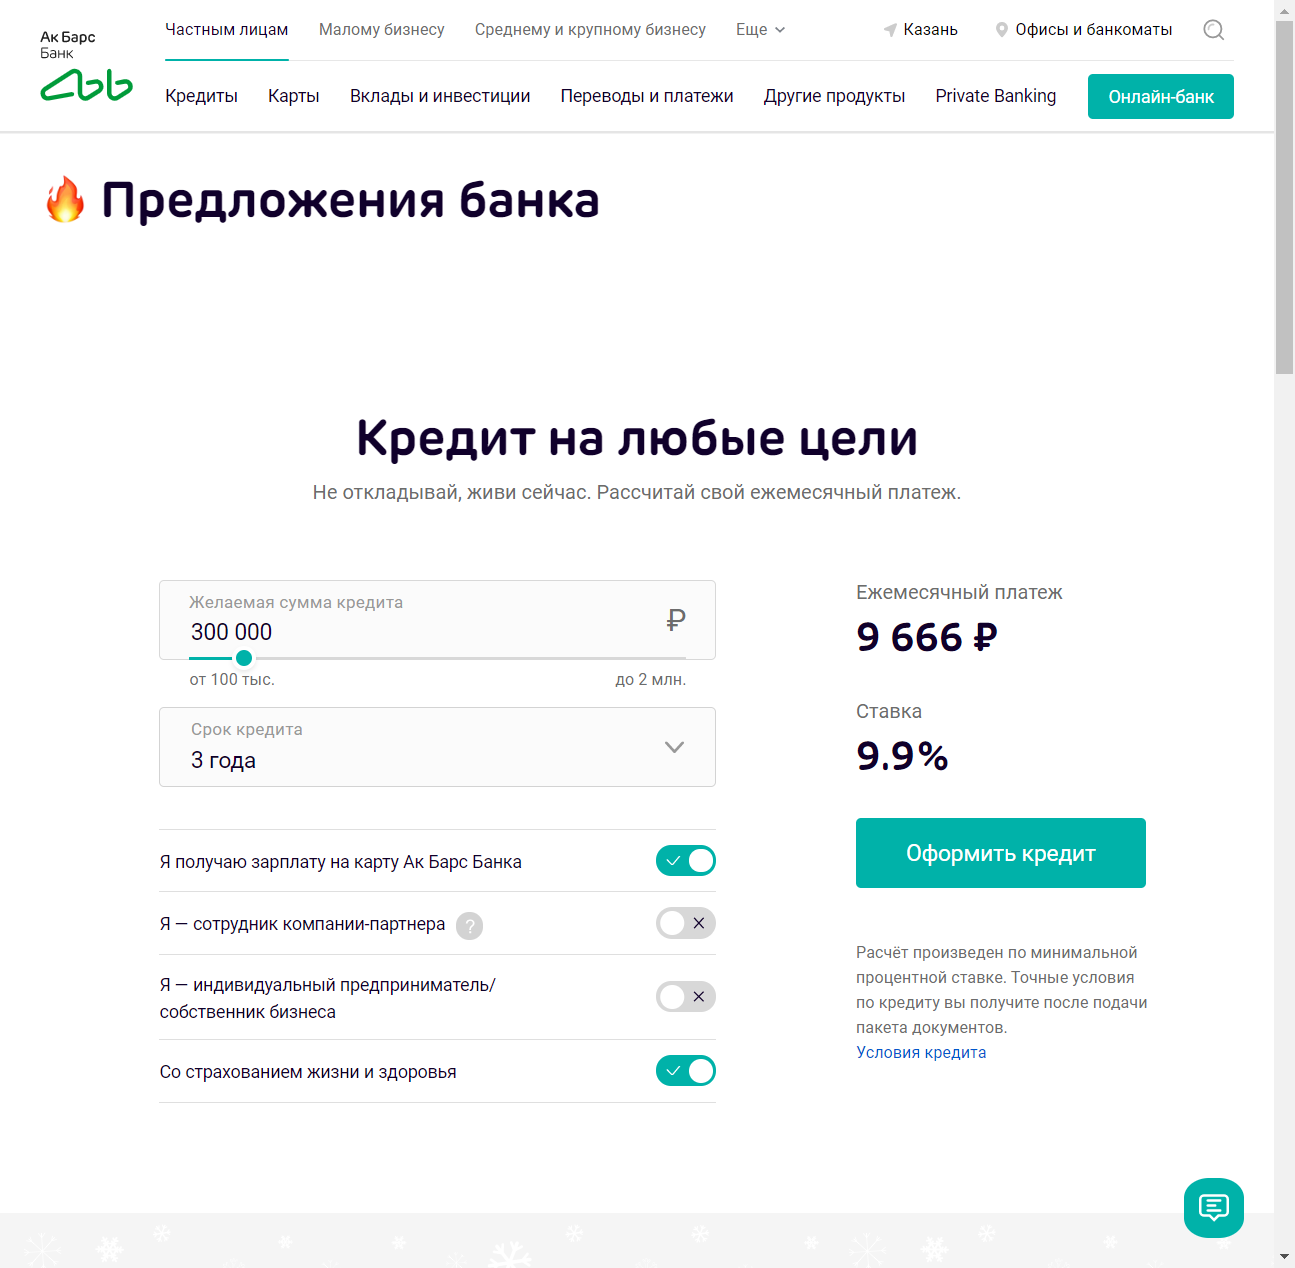 Ак Барс
Банк
Частным лицам
Малому бизнесу
Среднему и крупному бизнесу
Еще
Казань
Офисы и банкоматы
Кредиты
Карты
Вклады и инвестиции
Переводы и платежи
Другие продукты
Private Banking
Онлайн-банк
Предложения банка
Кредит на любые цели
Не откладывай, живи сейчас. Рассчитай свой ежемесячный платеж.
Желаемая сумма кредита
300 000
₽
от 100 тыс.
до 2 млн.
Срок кредита
3 года
Я получаю зарплату на карту Ак Барс Банка
Я — сотрудник компании-партнера ?
Я — индивидуальный предприниматель/
собственник бизнеса
Со страхованием жизни и здоровья
Ежемесячный платеж
9 666 ₽
Ставка
9.9%
Оформить кредит
Расчёт произведен по минимальной
процентной ставке. Точные условия
по кредиту вы получите после подачи
пакета документов.
Условия кредита